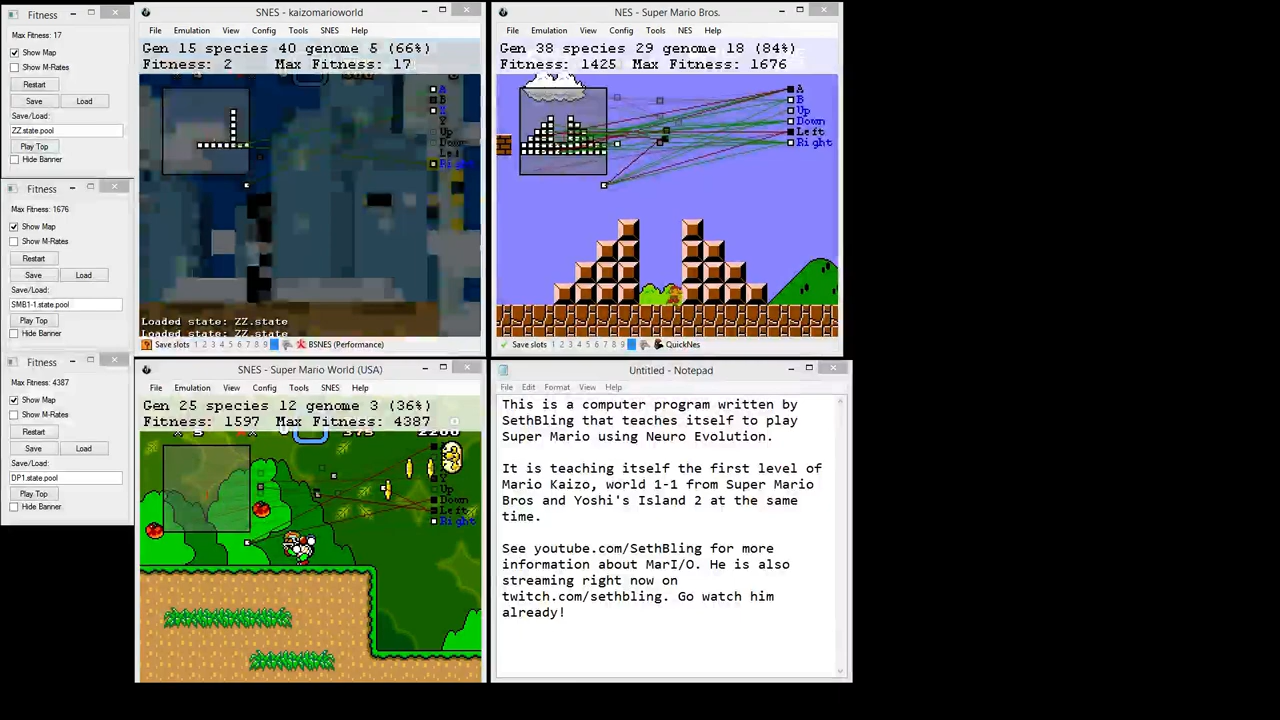 Fitness
Max Fitness: 17
Show Map
Show M-Rates
Restart
Save Load
Save/Load:
ZZ.state.pool
Play Top
Hide Banner
SNES - kaizomarioworld
File Emulation View Config Tools SNES Help
Gen 15 species 40 genome 5 (66%)
Fitness: 2 Max Fitness: 17
A
B
X
Y
Up
Down
Left
Right
Loaded state: ZZ.state
Loaded state: ZZ.state
Save slots 1 2 3 4 5 6 7 8 9 BSNES (Performance)
NES - Super Mario Bros.
File Emulation View Config Tools NES Help
Gen 38 species 29 genome 18 (84%)
Fitness: 1425 Max Fitness: 1676
A
B
Up
Down
Left
Right
Save slots 1 2 3 4 5 6 7 8 9 QuickNes
Fitness
Max Fitness: 1676
Show Map
Show M-Rates
Restart
Save Load
Save/Load:
SMB1-1.state.pool
Play Top
Hide Banner
Fitness
Max Fitness: 4387
Show Map
Show M-Rates
Restart
Save Load
Save/Load:
DP1.state.pool
Play Top
Hide Banner
SNES - Super Mario World (USA)
File Emulation View Config Tools SNES Help
Gen 25 species 12 genome 3 (36%)
Fitness: 1597 Max Fitness: 4387
Y
Up
Down
Left
Right
Untitled - Notepad
File Edit Format View Help
This is a computer program written by
SethBling that teaches itself to play
Super Mario using Neuro Evolution.
It is teaching itself the first level of
Mario Kaizo, world 1-1 from Super Mario
Bros and Yoshi's Island 2 at the same
time.
See youtube.com/SethBling for more
information about MarI/O. He is also
streaming right now on
twitch.com/sethbling. Go watch him
already!